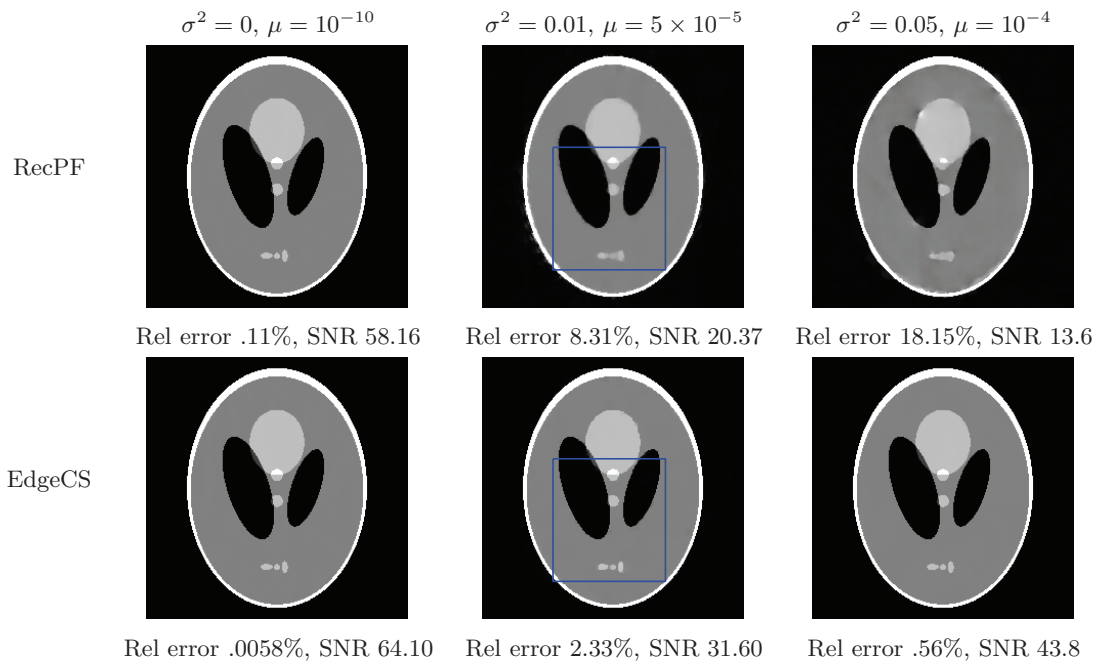 σ² = 0, μ = 10⁻¹⁰
σ² = 0.01, μ = 5 × 10⁻⁵
σ² = 0.05, μ = 10⁻⁴
RecPF
Rel error .11%, SNR 58.16
Rel error 8.31%, SNR 20.37
Rel error 18.15%, SNR 13.6
EdgeCS
Rel error .0058%, SNR 64.10
Rel error 2.33%, SNR 31.60
Rel error .56%, SNR 43.8